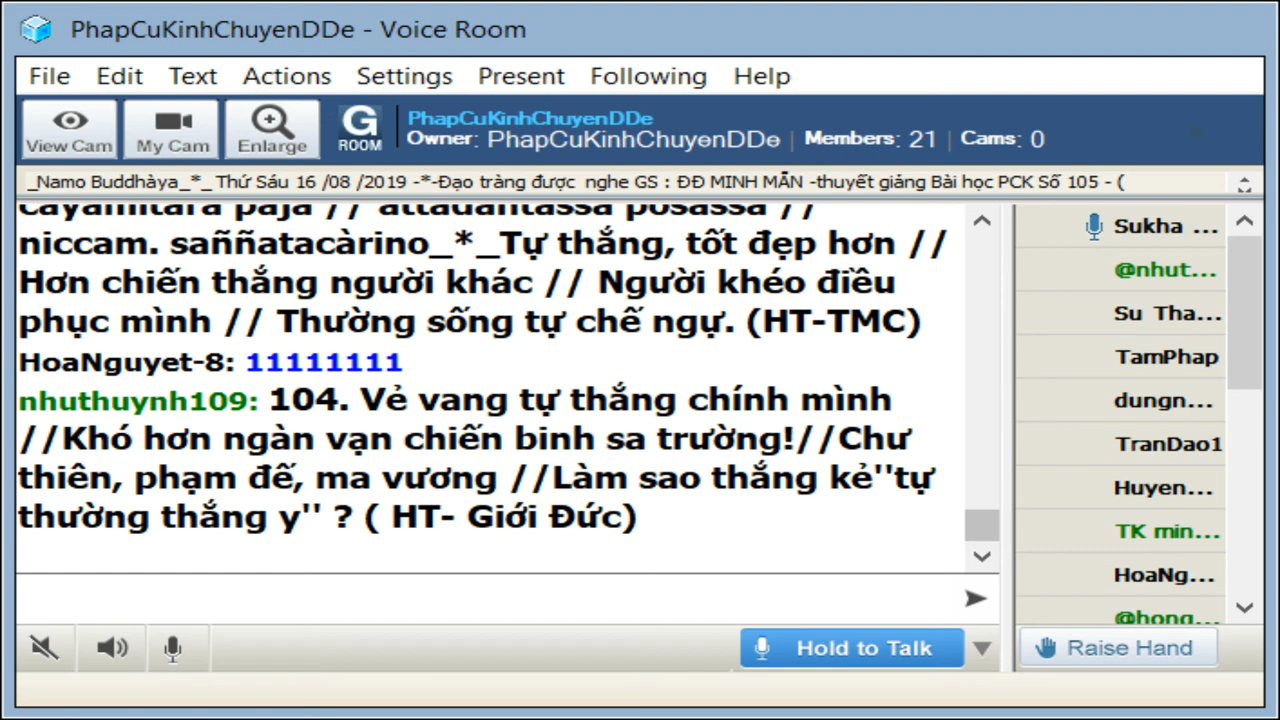 PhapCuKinhChuyenDDe - Voice Room
File Edit Text Actions Settings Present Following Help
View Cam My Cam Enlarge G ROOM
PhapCuKinhChuyenDDe
Owner: PhapCuKinhChuyenDDe | Members: 21 | Cams: 0
_Namo Buddhàya_*_ Thứ Sáu 16 /08 /2019 -*-Đạo tràng được nghe GS : ĐĐ MINH MẪN -thuyết giảng Bài học PCK Số 105 - (
càyamitarà pajà // attadantassa posassa //
niccam. saññatacàrino_*_Tự thắng, tốt đẹp hơn //
Hơn chiến thắng người khác // Người khéo điều
phục mình // Thường sống tự chế ngự. (HT-TMC)
HoaNguyet-8: 11111111
nhuthuynh109: 104. Vẻ vang tự thắng chính mình
//Khó hơn ngàn vạn chiến binh sa trường!//Chư
thiên, phạm đế, ma vương //Làm sao thắng kẻ''tự
thường thắng y'' ? ( HT- Giới Đức)
Sukha ...
@nhut...
Su Tha...
TamPhap
dungn...
TranDao1
Huyen...
TK min...
HoaNg...
@hong...
Hold to Talk
Raise Hand